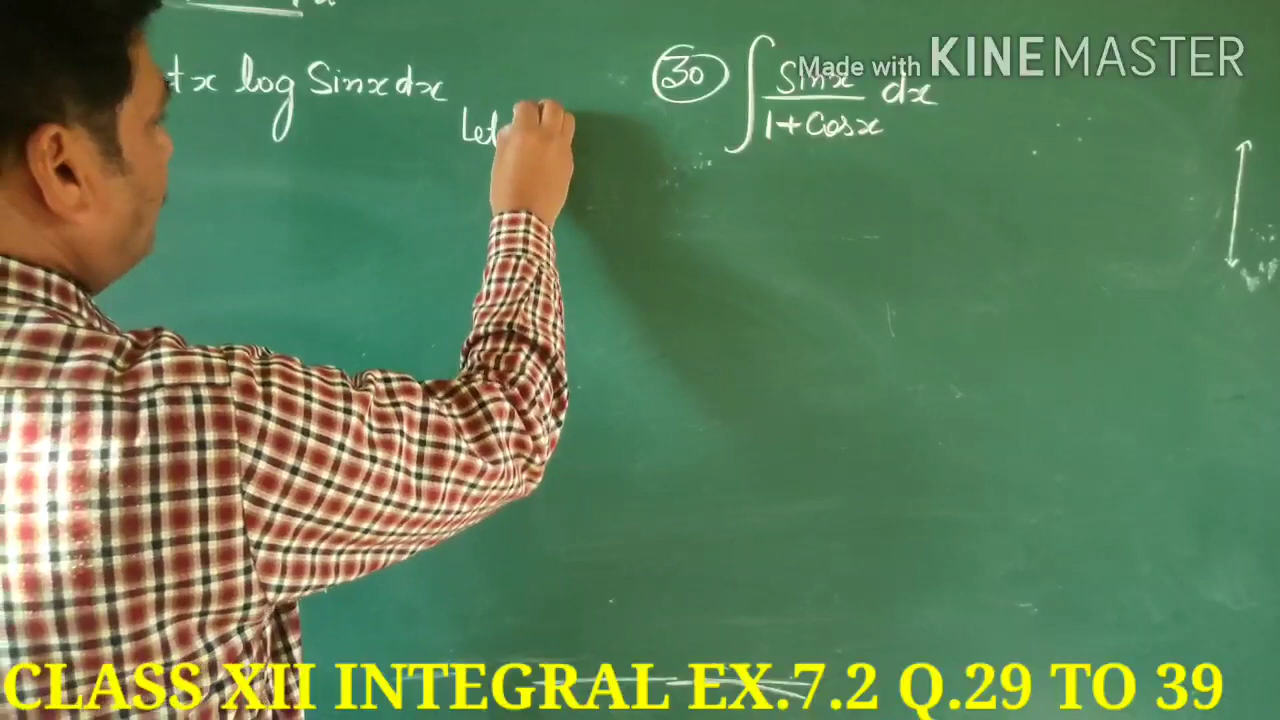 x log Sinx dx
Let
30 ∫ Sinx / 1+Cosx dx
Made with KINEMASTER
CLASS XII INTEGRAL EX.7.2 Q.29 TO 39